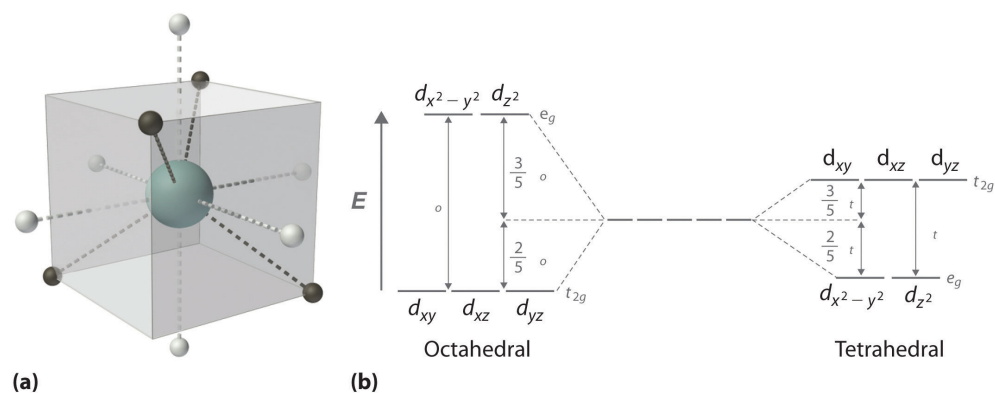 d_{x² − y²} d_{z²}
e_g
E
o
3/5 o
2/5 o
t_{2g}
d_{xy} d_{xz} d_{yz}
Octahedral
d_{xy} d_{xz} d_{yz}
t_{2g}
3/5 t
2/5 t
t
e_g
d_{x² − y²} d_{z²}
Tetrahedral
(a)
(b)